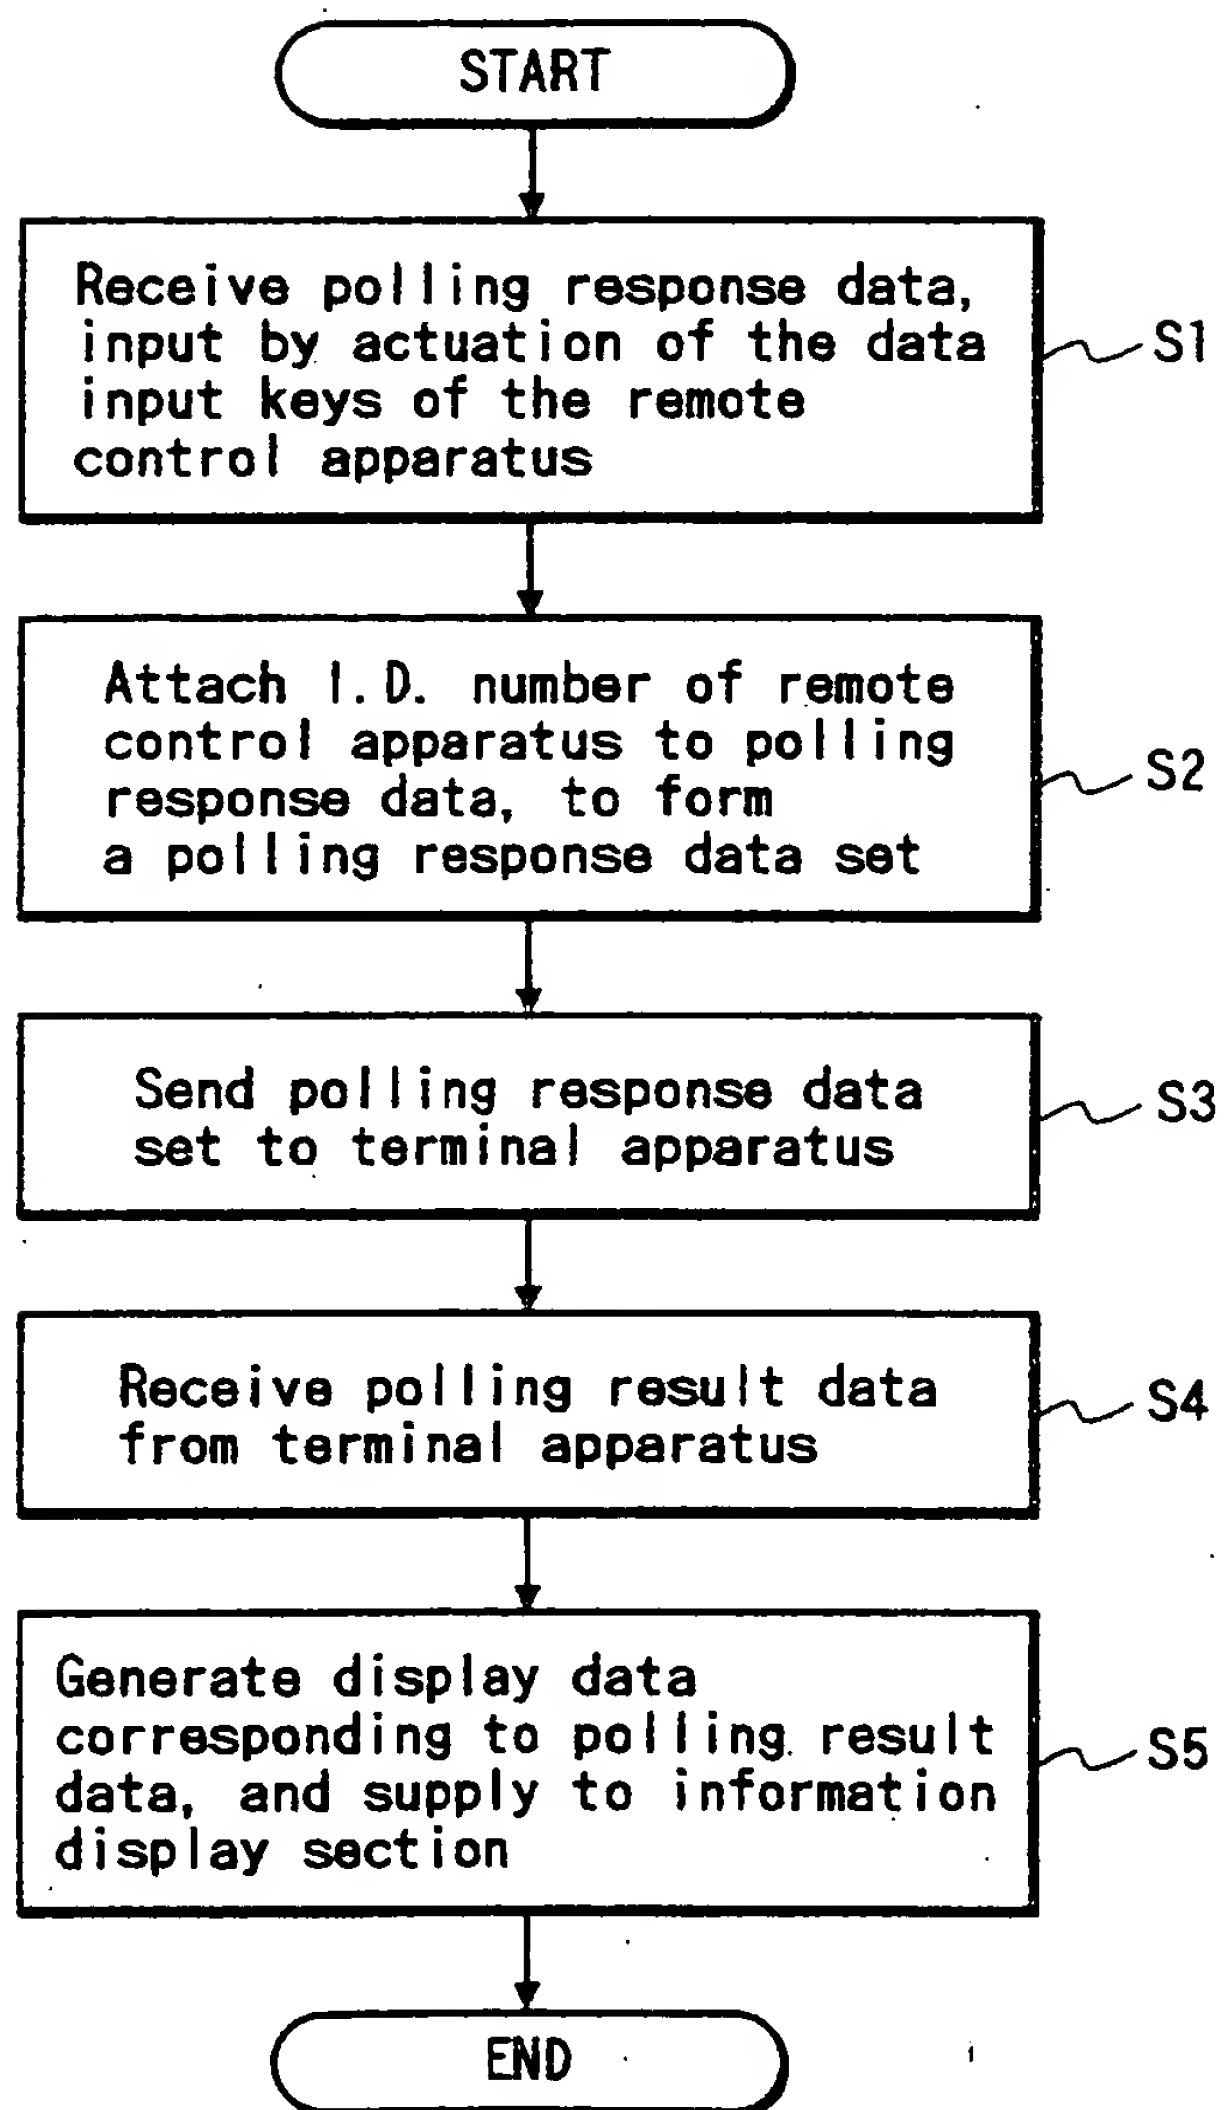 START
Receive polling response data,
input by actuation of the data
input keys of the remote
control apparatus
S1
Attach I.D. number of remote
control apparatus to polling
response data, to form
a polling response data set
S2
Send polling response data
set to terminal apparatus
S3
Receive polling result data
from terminal apparatus
S4
Generate display data
corresponding to polling result
data, and supply to information
display section
S5
END